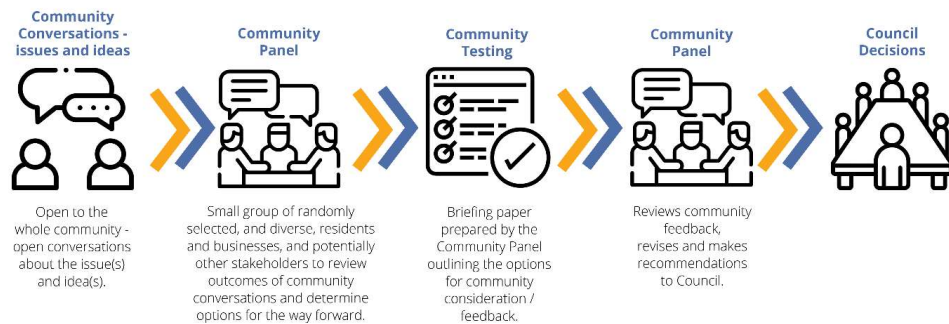 Community
Conversations -
issues and ideas
Open to the
whole community -
open conversations
about the issue(s)
and idea(s).
Community
Panel
Small group of randomly
selected, and diverse, residents
and businesses, and potentially
other stakeholders to review
outcomes of community
conversations and determine
options for the way forward.
Community
Testing
Briefing paper
prepared by the
Community Panel
outlining the options
for community
consideration /
feedback.
Community
Panel
Reviews community
feedback,
revises and makes
recommendations
to Council.
Council
Decisions